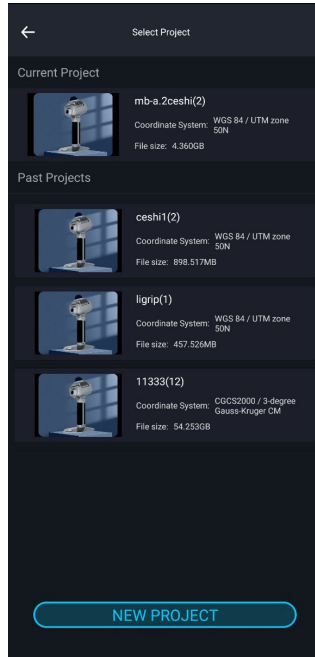 Select Project
Current Project
mb-a.2ceshi(2)
Coordinate System: WGS 84 / UTM zone
50N
File size: 4.360GB
Past Projects
ceshi1(2)
Coordinate System: WGS 84 / UTM zone
50N
File size: 898.517MB
ligrip(1)
Coordinate System: WGS 84 / UTM zone
50N
File size: 457.526MB
11333(12)
Coordinate System: CGCS2000 / 3-degree
Gauss-Kruger CM
File size: 54.253GB
NEW PROJECT